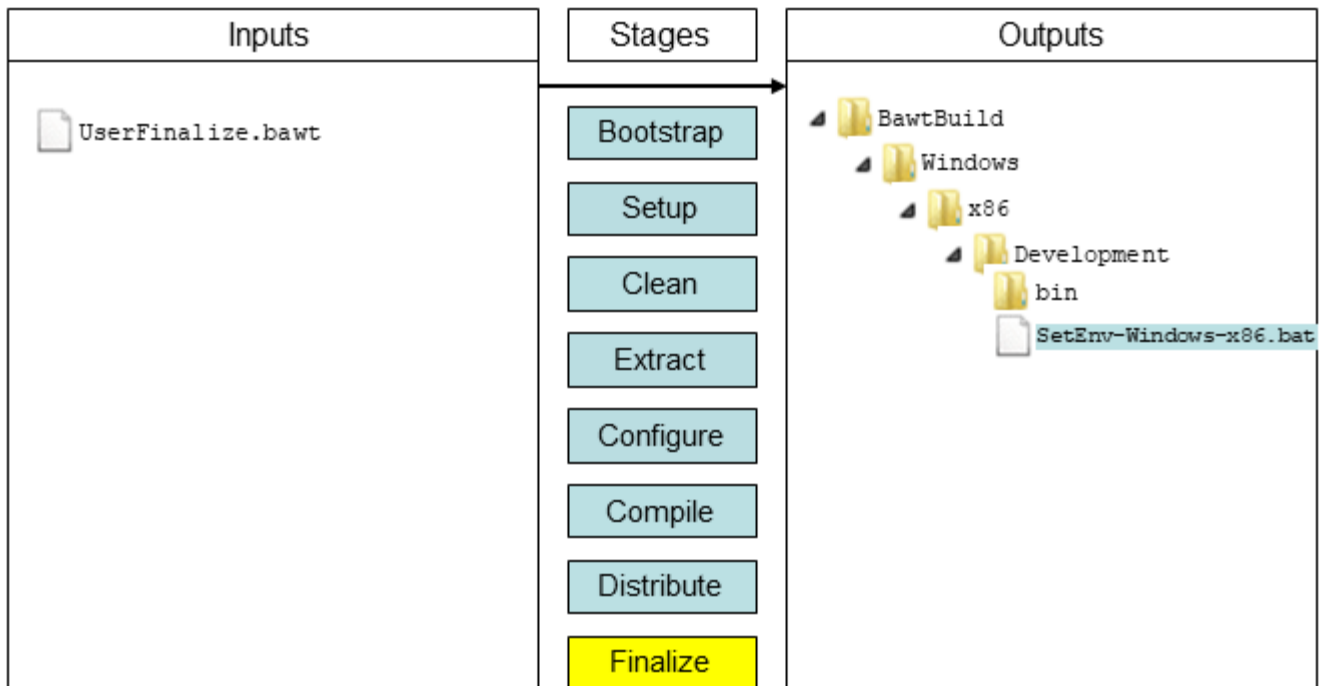 Inputs
Stages
Outputs
UserFinalize.bawt
Bootstrap
Setup
Clean
Extract
Configure
Compile
Distribute
Finalize
BawtBuild
Windows
x86
Development
bin
SetEnv-Windows-x86.bat